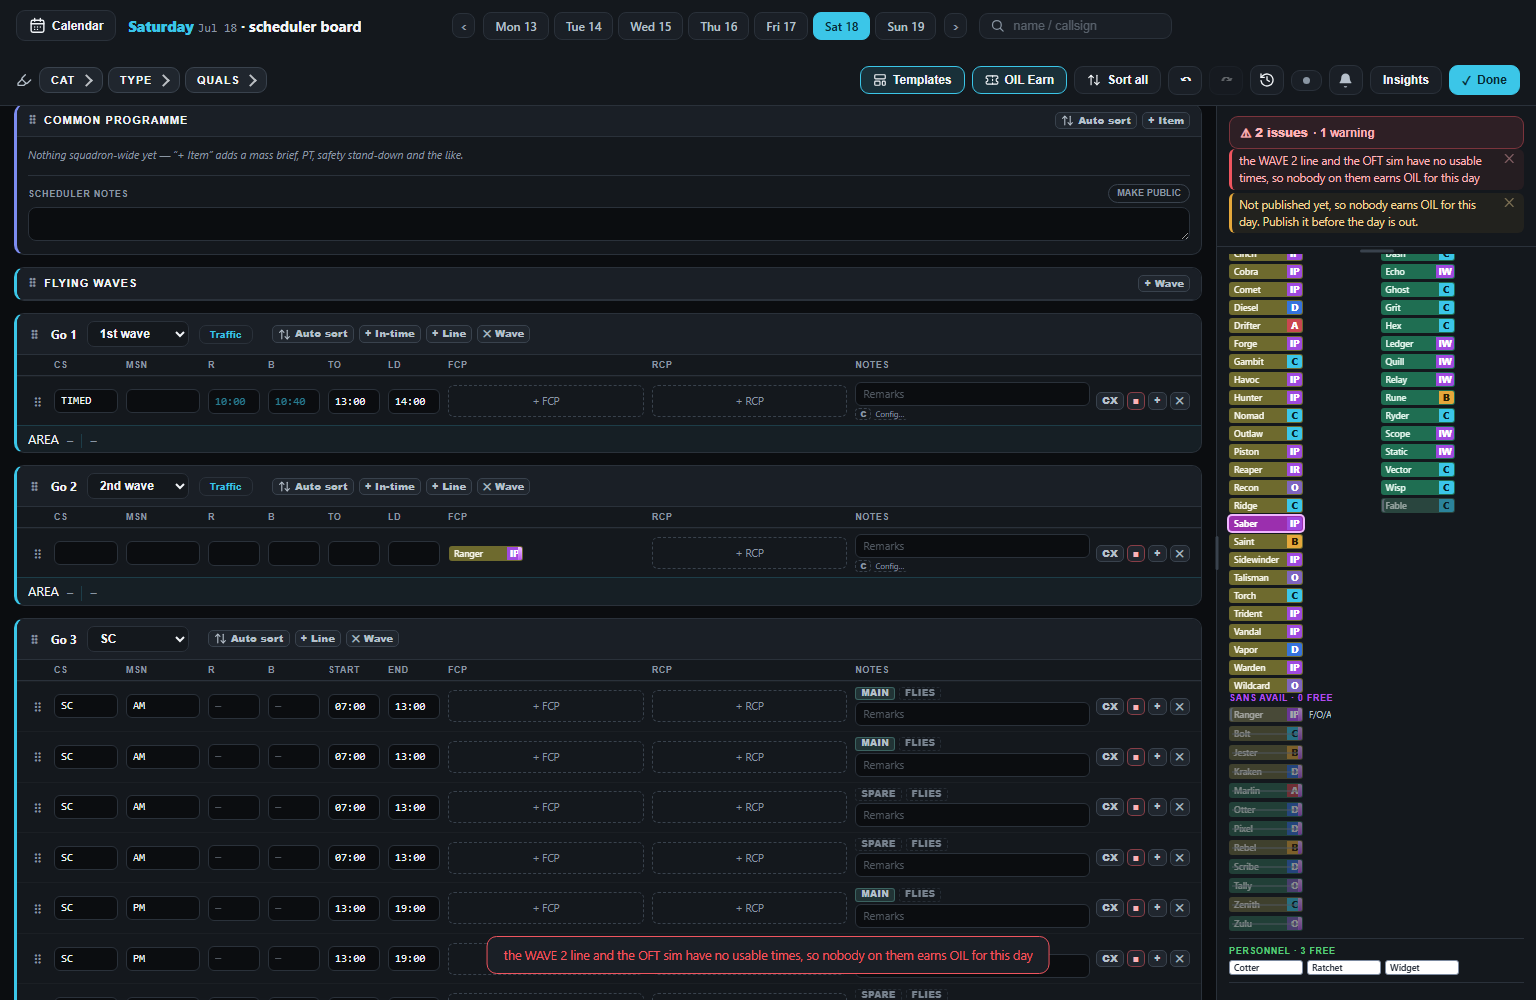 Calendar
Saturday Jul 18 · scheduler board
Mon 13
Tue 14
Wed 15
Thu 16
Fri 17
Sat 18
Sun 19
name / callsign
CAT
TYPE
QUALS
Templates
OIL Earn
Sort all
Insights
✓ Done
COMMON PROGRAMME
Auto sort
+ Item
Nothing squadron-wide yet — "+ Item" adds a mass brief, PT, safety stand-down and the like.
SCHEDULER NOTES
MAKE PUBLIC
FLYING WAVES
+ Wave
Go 1 1st wave Traffic Auto sort + In-time + Line × Wave
CS MSN R B TO LD FCP RCP NOTES
TIMED 10:00 10:40 13:00 14:00 + FCP + RCP Remarks CX ■ + ×
C Config...
AREA – | –
Go 2 2nd wave Traffic Auto sort + In-time + Line × Wave
CS MSN R B TO LD FCP RCP NOTES
Ranger IP + RCP Remarks CX ■ + ×
C Config...
AREA – | –
Go 3 SC Auto sort + Line × Wave
CS MSN R B START END FCP RCP NOTES
MAIN FLIES
SC AM – – 07:00 13:00 + FCP + RCP Remarks CX ■ + ×
MAIN FLIES
SC AM – – 07:00 13:00 + FCP + RCP Remarks CX ■ + ×
SPARE FLIES
SC AM – – 07:00 13:00 + FCP + RCP Remarks CX ■ + ×
SPARE FLIES
SC AM – – 07:00 13:00 + FCP + RCP Remarks CX ■ + ×
MAIN FLIES
SC PM – – 13:00 19:00 + FCP + RCP Remarks CX ■ + ×
SC PM – – 13:00 19:00 CX ■ + ×
the WAVE 2 line and the OFT sim have no usable times, so nobody on them earns OIL for this day
SPARE FLIES
⚠ 2 issues · 1 warning
the WAVE 2 line and the OFT sim have no usable
times, so nobody on them earns OIL for this day
Not published yet, so nobody earns OIL for this
day. Publish it before the day is out.
Cinch IP
Cobra IP
Comet IP
Diesel D
Drifter A
Forge IP
Gambit C
Havoc IP
Hunter IP
Nomad C
Outlaw C
Piston IP
Reaper IR
Recon O
Ridge C
Saber IP
Saint B
Sidewinder IP
Talisman O
Torch C
Trident IP
Vandal IP
Vapor D
Warden IP
Wildcard O
Dash C
Echo IW
Ghost C
Grit C
Hex C
Ledger IW
Quill IW
Relay IW
Rune B
Ryder C
Scope IW
Static IW
Vector C
Wisp C
Fable C
SANS AVAIL · 0 FREE
Ranger IP F/O/A
Bolt C
Jester B
Kraken D
Marlin A
Otter D
Pixel D
Rebel B
Scribe D
Tally O
Zenith C
Zulu O
PERSONNEL · 3 FREE
Cotter
Ratchet
Widget